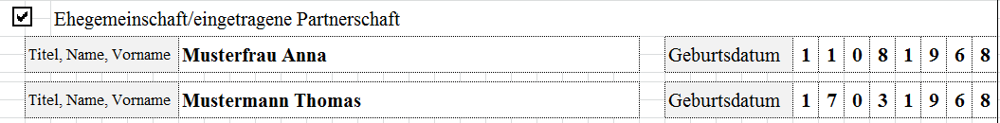 Ehegemeinschaft/eingetragene Partnerschaft
Titel, Name, Vorname Musterfrau Anna Geburtsdatum 1 1 0 8 1 9 6 8
Titel, Name, Vorname Mustermann Thomas Geburtsdatum 1 7 0 3 1 9 6 8